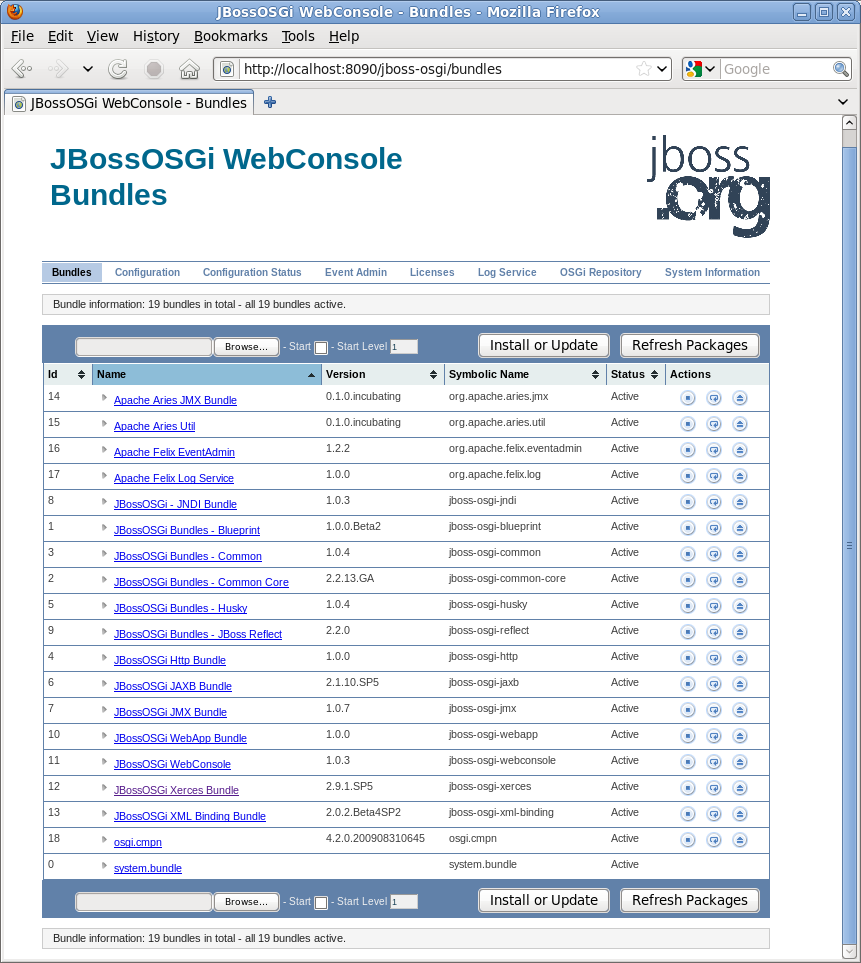 JBossOSGi WebConsole - Bundles - Mozilla Firefox
File Edit View History Bookmarks Tools Help
http://localhost:8090/jboss-osgi/bundles Google
JBossOSGi WebConsole - Bundles
JBossOSGi WebConsole
Bundles
jboss
.org
Bundles Configuration Configuration Status Event Admin Licenses Log Service OSGi Repository System Information
Bundle information: 19 bundles in total - all 19 bundles active.
Browse... - Start - Start Level 1 Install or Update Refresh Packages
Id Name Version Symbolic Name Status Actions
14 Apache Aries JMX Bundle 0.1.0.incubating org.apache.aries.jmx Active
15 Apache Aries Util 0.1.0.incubating org.apache.aries.util Active
16 Apache Felix EventAdmin 1.2.2 org.apache.felix.eventadmin Active
17 Apache Felix Log Service 1.0.0 org.apache.felix.log Active
8 JBossOSGi - JNDI Bundle 1.0.3 jboss-osgi-jndi Active
1 JBossOSGi Bundles - Blueprint 1.0.0.Beta2 jboss-osgi-blueprint Active
3 JBossOSGi Bundles - Common 1.0.4 jboss-osgi-common Active
2 JBossOSGi Bundles - Common Core 2.2.13.GA jboss-osgi-common-core Active
5 JBossOSGi Bundles - Husky 1.0.4 jboss-osgi-husky Active
9 JBossOSGi Bundles - JBoss Reflect 2.2.0 jboss-osgi-reflect Active
4 JBossOSGi Http Bundle 1.0.0 jboss-osgi-http Active
6 JBossOSGi JAXB Bundle 2.1.10.SP5 jboss-osgi-jaxb Active
7 JBossOSGi JMX Bundle 1.0.7 jboss-osgi-jmx Active
10 JBossOSGi WebApp Bundle 1.0.0 jboss-osgi-webapp Active
11 JBossOSGi WebConsole 1.0.3 jboss-osgi-webconsole Active
12 JBossOSGi Xerces Bundle 2.9.1.SP5 jboss-osgi-xerces Active
13 JBossOSGi XML Binding Bundle 2.0.2.Beta4SP2 jboss-osgi-xml-binding Active
18 osgi.cmpn 4.2.0.200908310645 osgi.cmpn Active
0 system.bundle system.bundle Active
Browse... - Start - Start Level 1 Install or Update Refresh Packages
Bundle information: 19 bundles in total - all 19 bundles active.